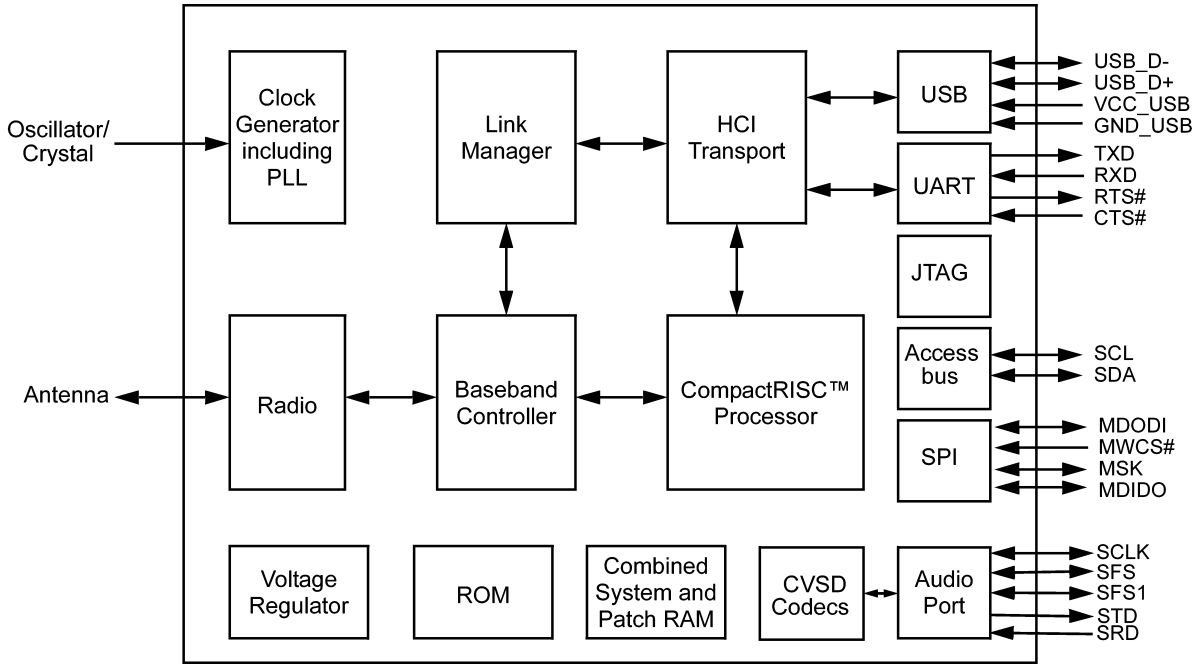 Oscillator/
Crystal
Clock
Generator
including
PLL
Link
Manager
HCI
Transport
USB
USB_D-
USB_D+
VCC_USB
GND_USB
UART
TXD
RXD
RTS#
CTS#
JTAG
Antenna
Radio
Baseband
Controller
CompactRISC™
Processor
Access
bus
SCL
SDA
SPI
MDODI
MWCS#
MSK
MDIDO
Voltage
Regulator
ROM
Combined
System and
Patch RAM
CVSD
Codecs
Audio
Port
SCLK
SFS
SFS1
STD
SRD